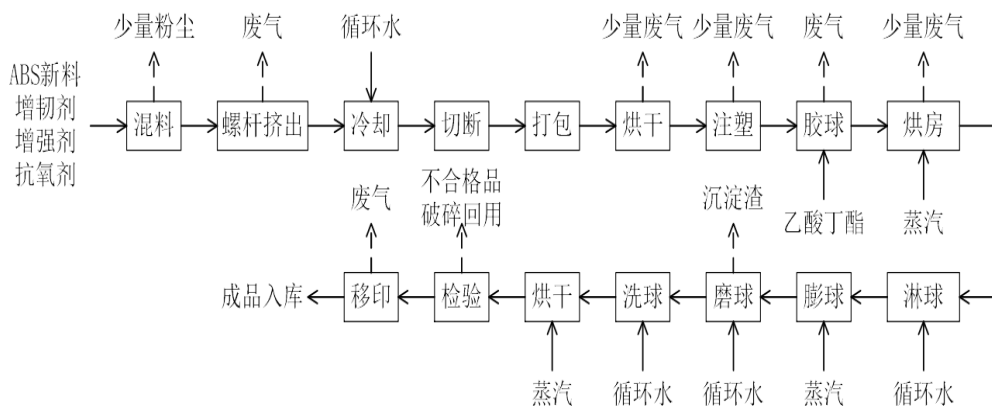 少量粉尘
废气
循环水
少量废气
少量废气
废气
少量废气
ABS新料
增韧剂
增强剂
抗氧剂
混料
螺杆挤出
冷却
切断
打包
烘干
注塑
胶球
烘房
乙酸丁酯
蒸汽
废气
不合格品
破碎回用
沉淀渣
成品入库
移印
检验
烘干
洗球
磨球
膨球
淋球
蒸汽
循环水
循环水
蒸汽
循环水